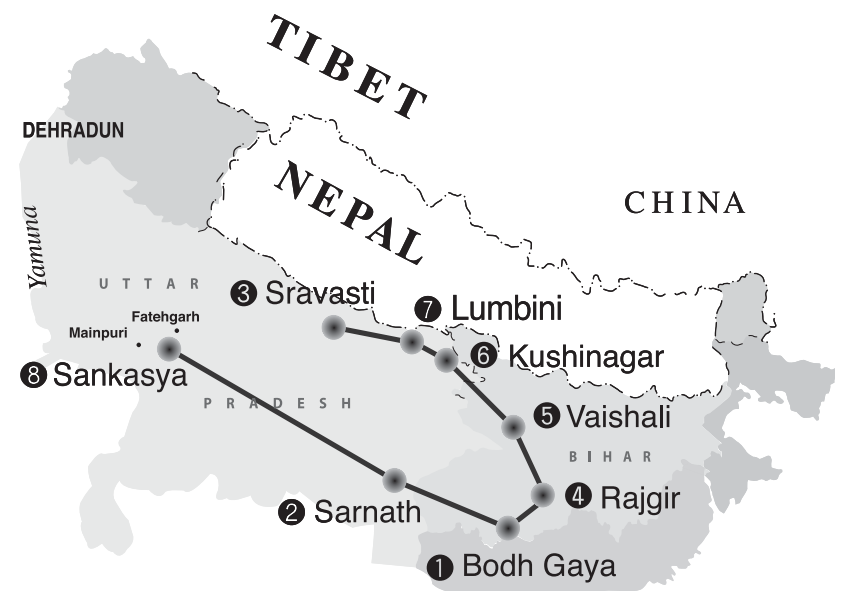 TIBET
DEHRADUN
NEPAL
CHINA
Yamuna
UTTAR
❸ Sravasti
❼ Lumbini
Fatehgarh
Mainpuri
❻ Kushinagar
❽ Sankasya
PRADESH
❺ Vaishali
BIHAR
❹ Rajgir
❷ Sarnath
❶ Bodh Gaya